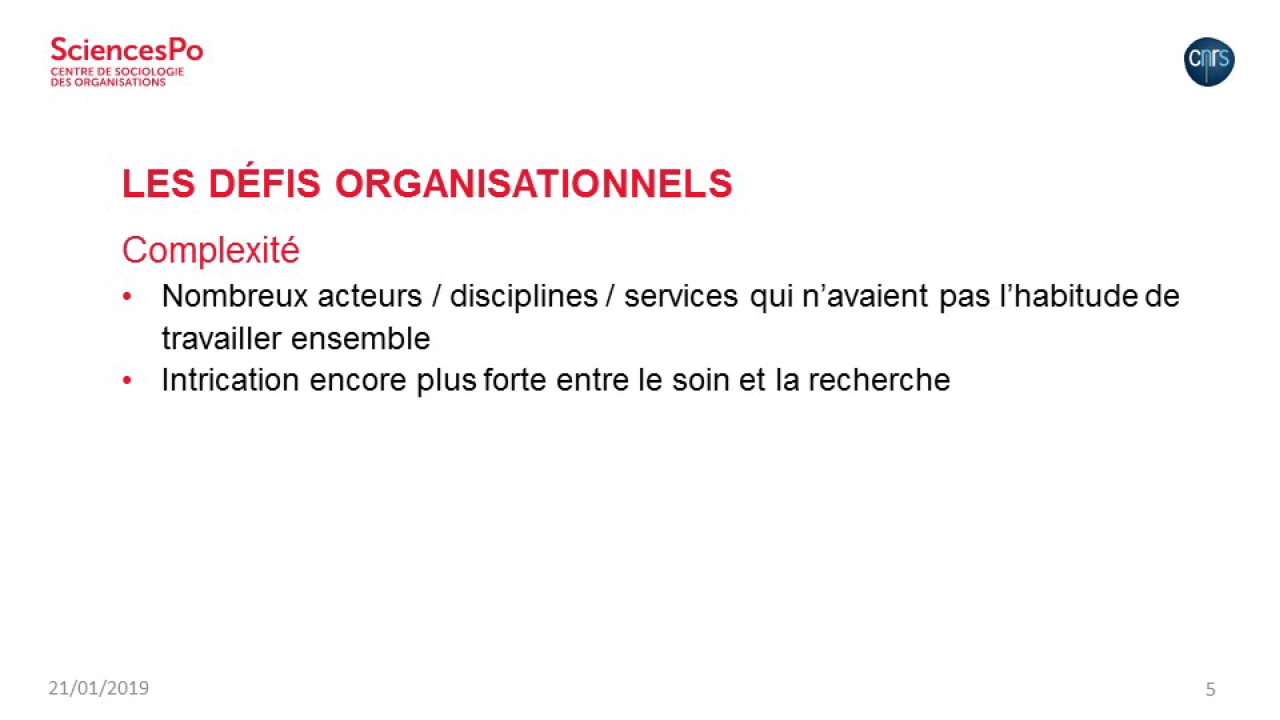 SciencesPo
CENTRE DE SOCIOLOGIE
DES ORGANISATIONS
cnrs
LES DÉFIS ORGANISATIONNELS
Complexité
• Nombreux acteurs / disciplines / services qui n’avaient pas l’habitude de
travailler ensemble
• Intrication encore plus forte entre le soin et la recherche
21/01/2019
5